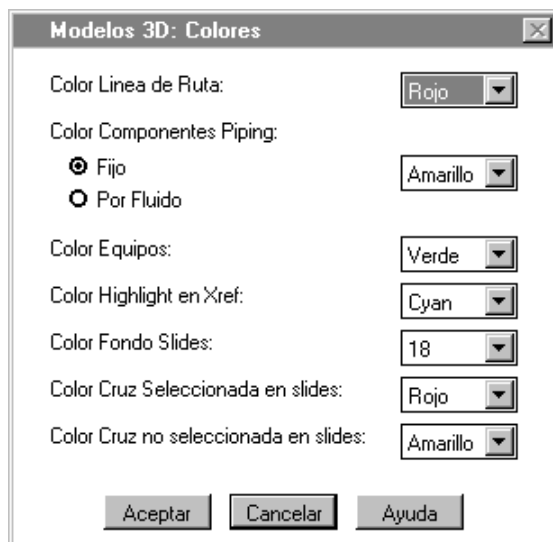 Modelos 3D: Colores
Color Linea de Ruta: Rojo
Color Componentes Piping:
Fijo Amarillo
Por Fluido
Color Equipos: Verde
Color Highlight en Xref: Cyan
Color Fondo Slides: 18
Color Cruz Seleccionada en slides: Rojo
Color Cruz no seleccionada en slides: Amarillo
Aceptar Cancelar Ayuda